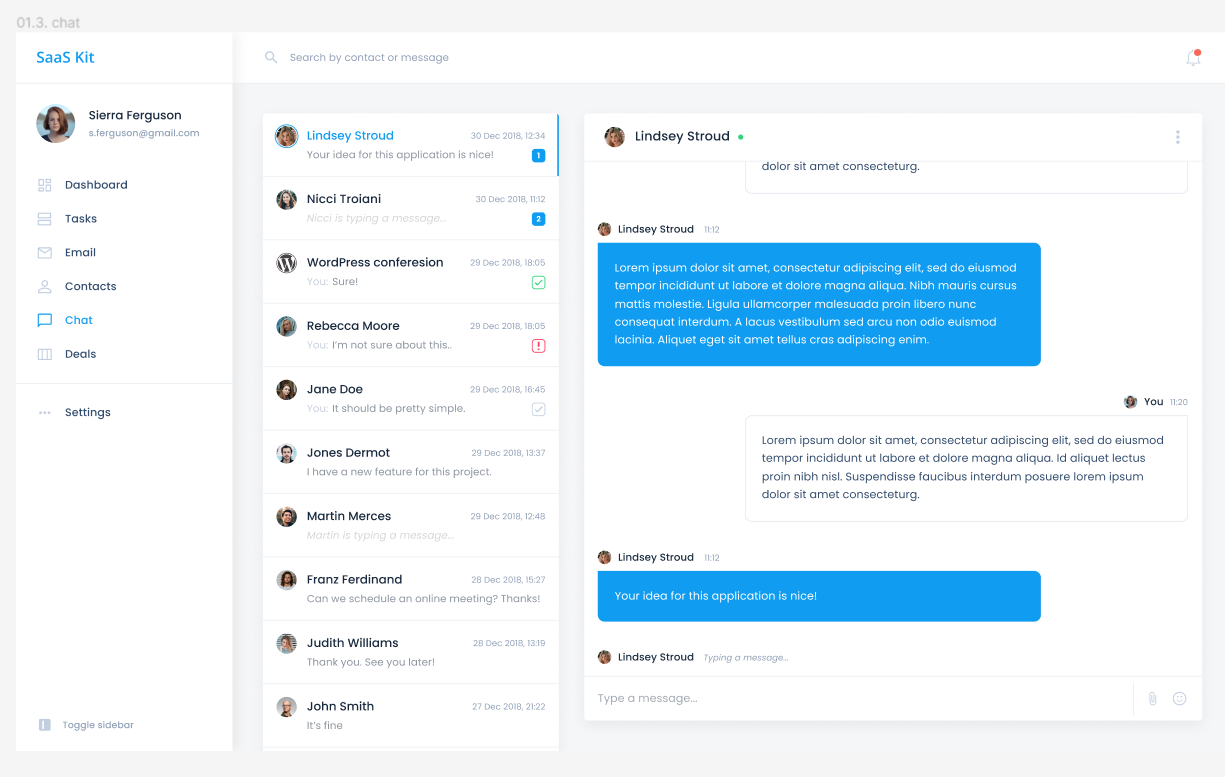 01.3. chat
SaaS Kit
Search by contact or message
Sierra Ferguson
s.ferguson@gmail.com
Dashboard
Tasks
Email
Contacts
Chat
Deals
Settings
Toggle sidebar
Lindsey Stroud
30 Dec 2018, 12:34
Your idea for this application is nice!
1
Nicci Troiani
30 Dec 2018, 11:12
Nicci is typing a message...
2
WordPress conferesion
29 Dec 2018, 18:05
You: Sure!
Rebecca Moore
29 Dec 2018, 18:05
You: I'm not sure about this..
Jane Doe
29 Dec 2018, 16:45
You: It should be pretty simple.
Jones Dermot
29 Dec 2018, 13:37
I have a new feature for this project.
Martin Merces
29 Dec 2018, 12:48
Martin is typing a message...
Franz Ferdinand
28 Dec 2018, 15:27
Can we schedule an online meeting? Thanks!
Judith Williams
28 Dec 2018, 13:19
Thank you. See you later!
John Smith
27 Dec 2018, 21:22
It's fine
Lindsey Stroud
dolor sit amet consecteturg.
Lindsey Stroud 11:12
Lorem ipsum dolor sit amet, consectetur adipiscing elit, sed do eiusmod
tempor incididunt ut labore et dolore magna aliqua. Nibh mauris cursus
mattis molestie. Ligula ullamcorper malesuada proin libero nunc
consequat interdum. A lacus vestibulum sed arcu non odio euismod
lacinia. Aliquet eget sit amet tellus cras adipiscing enim.
You 11:20
Lorem ipsum dolor sit amet, consectetur adipiscing elit, sed do eiusmod
tempor incididunt ut labore et dolore magna aliqua. Id aliquet lectus
proin nibh nisl. Suspendisse faucibus interdum posuere lorem ipsum
dolor sit amet consecteturg.
Lindsey Stroud 11:12
Your idea for this application is nice!
Lindsey Stroud Typing a message...
Type a message...